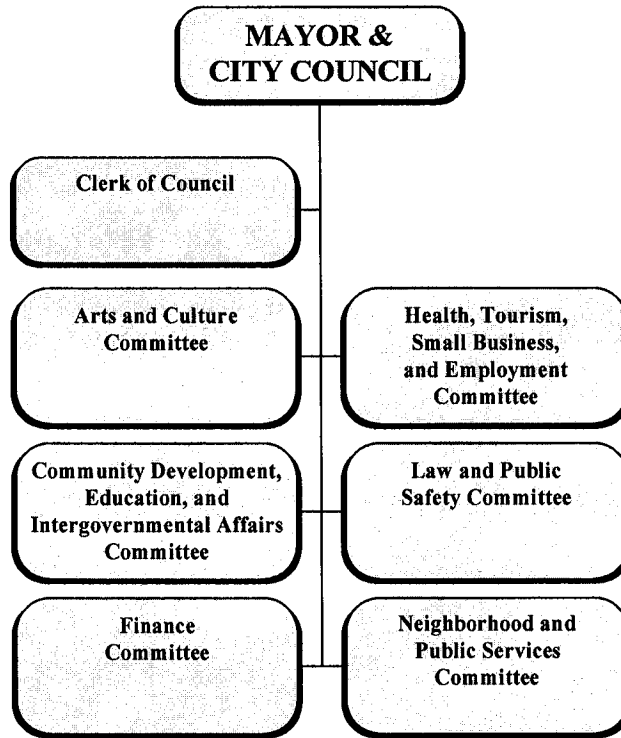 MAYOR &
CITY COUNCIL
Clerk of Council
Arts and Culture
Committee
Health, Tourism,
Small Business,
and Employment
Committee
Community Development,
Education, and
Intergovernmental Affairs
Committee
Law and Public
Safety Committee
Finance
Committee
Neighborhood and
Public Services
Committee